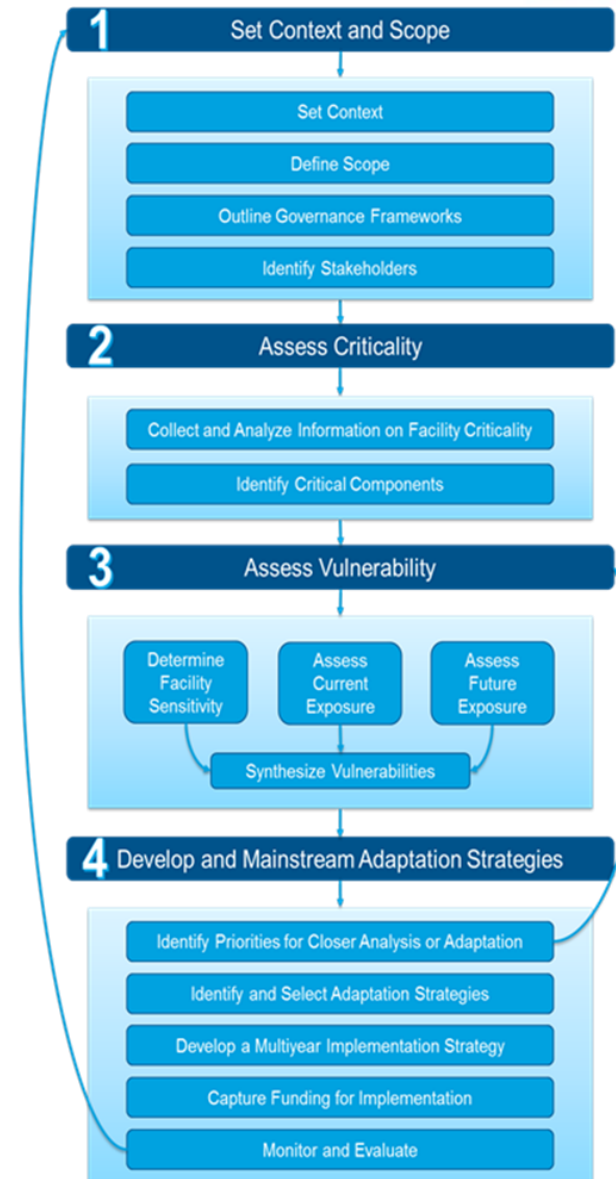 1 Set Context and Scope
Set Context
Define Scope
Outline Governance Frameworks
Identify Stakeholders
2 Assess Criticality
Collect and Analyze Information on Facility Criticality
Identify Critical Components
3 Assess Vulnerability
Determine
Facility
Sensitivity
Assess
Current
Exposure
Assess
Future
Exposure
Synthesize Vulnerabilities
4 Develop and Mainstream Adaptation Strategies
Identify Priorities for Closer Analysis or Adaptation
Identify and Select Adaptation Strategies
Develop a Multiyear Implementation Strategy
Capture Funding for Implementation
Monitor and Evaluate